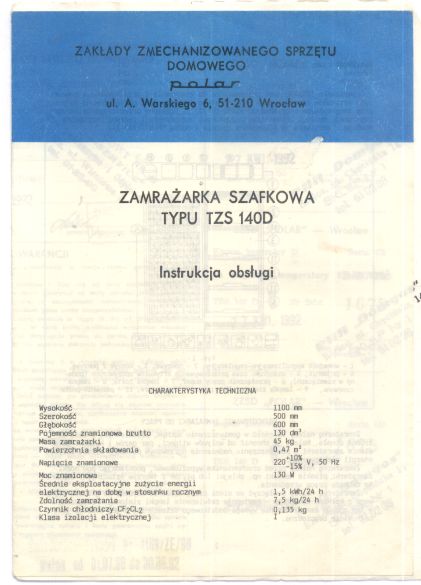 ZAKŁADY ZMECHANIZOWANEGO SPRZĘTU
DOMOWEGO
polar
ul. A. Warskiego 6, 51-210 Wrocław
ZAMRAŻARKA SZAFKOWA
TYPU TZS 140D
Instrukcja obsługi
CHARAKTERYSTYKA TECHNICZNA
Wysokość 1100 mm
Szerokość 500 mm
Głębokość 600 mm
Pojemność znamionowa brutto 130 dm³
Masa zamrażarki 45 kg
Powierzchnia składowania 0,47 m²
Napięcie znamionowe 220 +10% -15% V, 50 Hz
Moc znamionowa 130 W
Średnie eksploatacyjne zużycie energii
elektrycznej na dobę w stosunku rocznym 1,5 kWh/24 h
Zdolność zamrażania 7,5 kg/24 h
Czynnik chłodniczy CF2CL2 0,135 kg
Klasa izolacji elektrycznej I